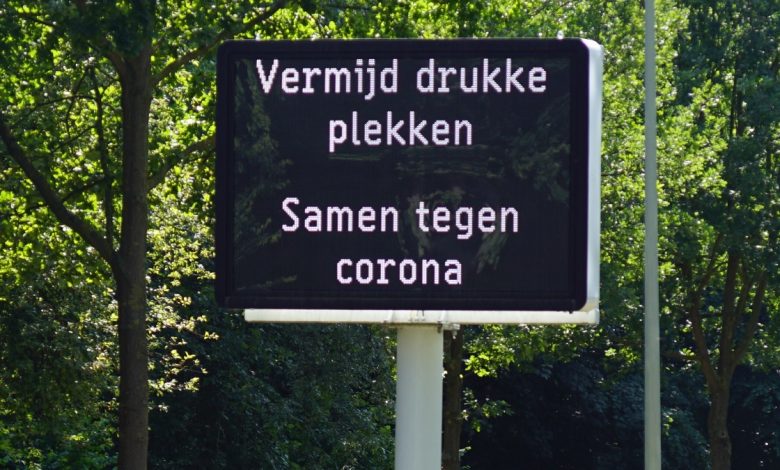 Vermijd drukke
plekken
Samen tegen
corona